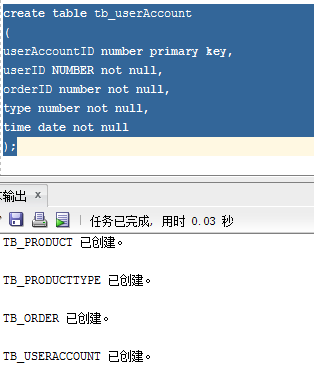 create table tb_userAccount
(
userAccountID number primary key,
userID NUMBER not null,
orderID number not null,
type number not null,
time date not null
);
输出 x
任务已完成, 用时 0.03 秒
TB_PRODUCT 已创建。
TB_PRODUCTTYPE 已创建。
TB_ORDER 已创建。
TB_USERACCOUNT 已创建。